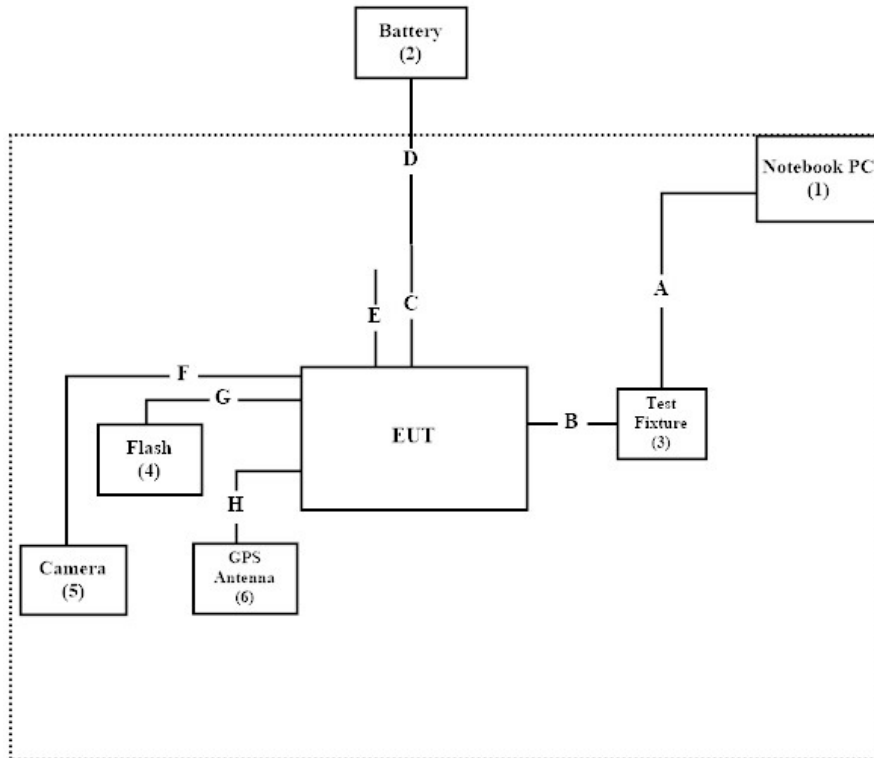 Battery
(2)
D
Notebook PC
(1)
A
E
C
F
G
Test
Fixture
(3)
B
EUT
Flash
(4)
H
GPS
Antenna
(6)
Camera
(5)